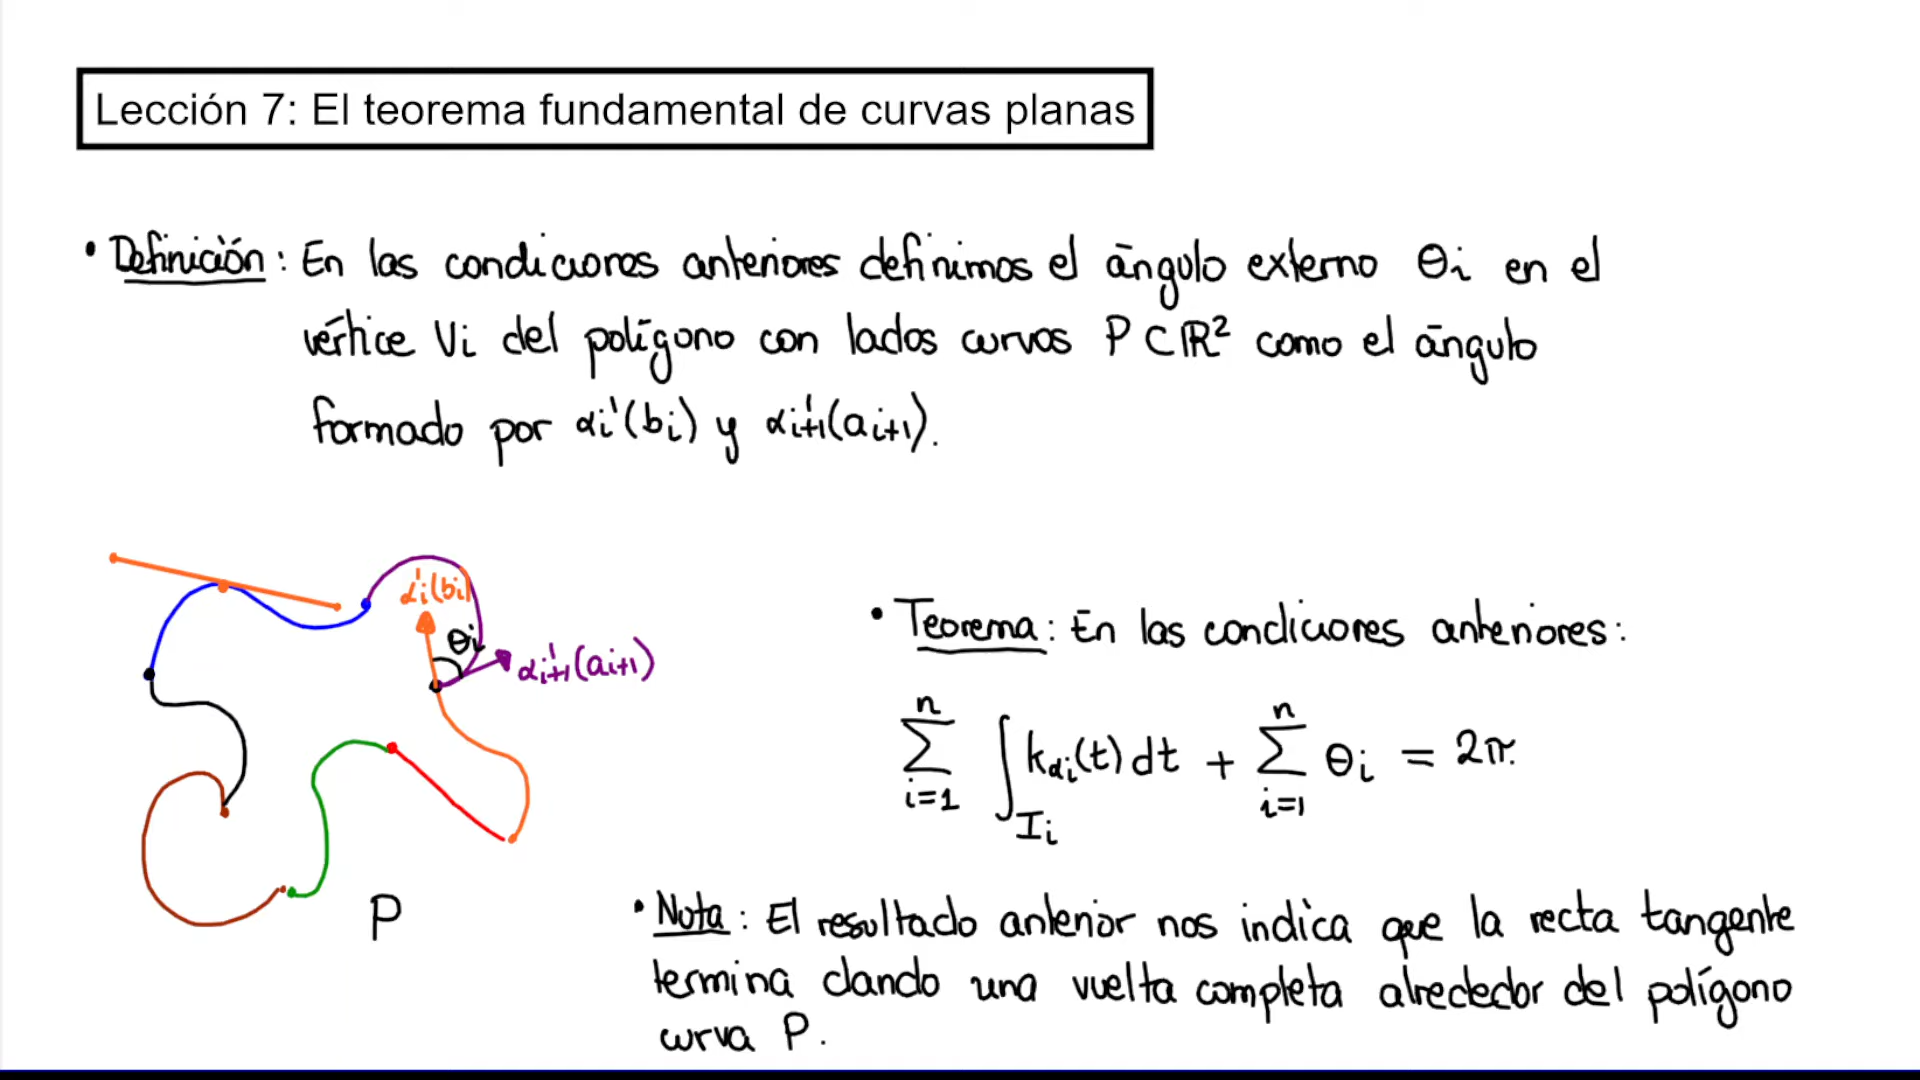 Lección 7: El teorema fundamental de curvas planas
• Definición: En las condiciones anteriores definimos el ángulo externo θi en el
vértice Vi del polígono con lados curvos P⊂ℝ² como el ángulo
formado por αi'(bi) y α'i+1(ai+1).
α'i(bi)
θi
α'i+1(ai+1)
P
• Teorema: En las condiciones anteriores:
∑_{i=1}^{n} ∫_{Ii} k_{αi}(t)dt + ∑_{i=1}^{n} θi = 2π.
• Nota: El resultado anterior nos indica que la recta tangente
termina dando una vuelta completa alrededor del polígono
curva P.